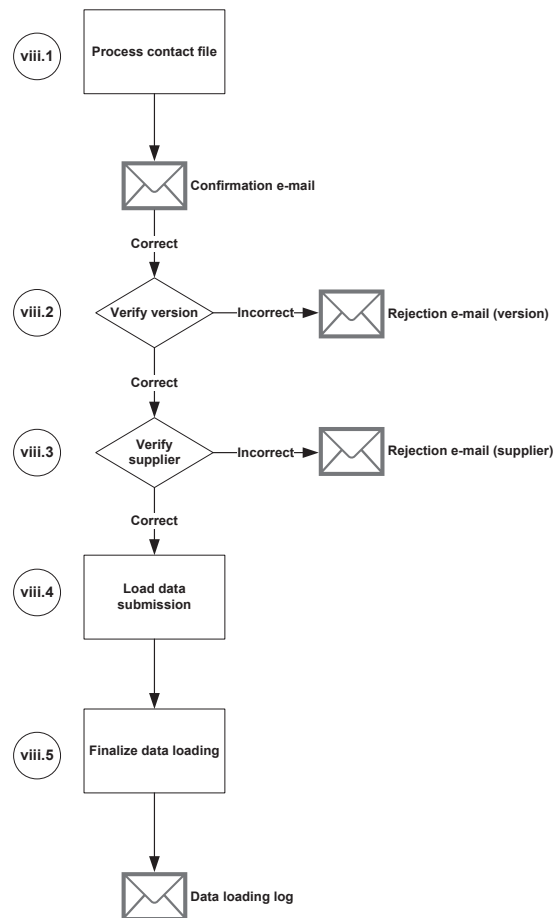 viii.1
Process contact file
Confirmation e-mail
Correct
viii.2
Verify version
Incorrect
Rejection e-mail (version)
Correct
viii.3
Verify
supplier
Incorrect
Rejection e-mail (supplier)
Correct
viii.4
Load data
submission
viii.5
Finalize data loading
Data loading log